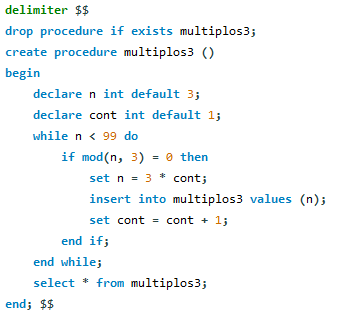 delimiter $$
drop procedure if exists multiplos3;
create procedure multiplos3 ()
begin
    declare n int default 3;
    declare cont int default 1;
    while n < 99 do
        if mod(n, 3) = 0 then
            set n = 3 * cont;
            insert into multiplos3 values (n);
            set cont = cont + 1;
        end if;
    end while;
    select * from multiplos3;
end; $$